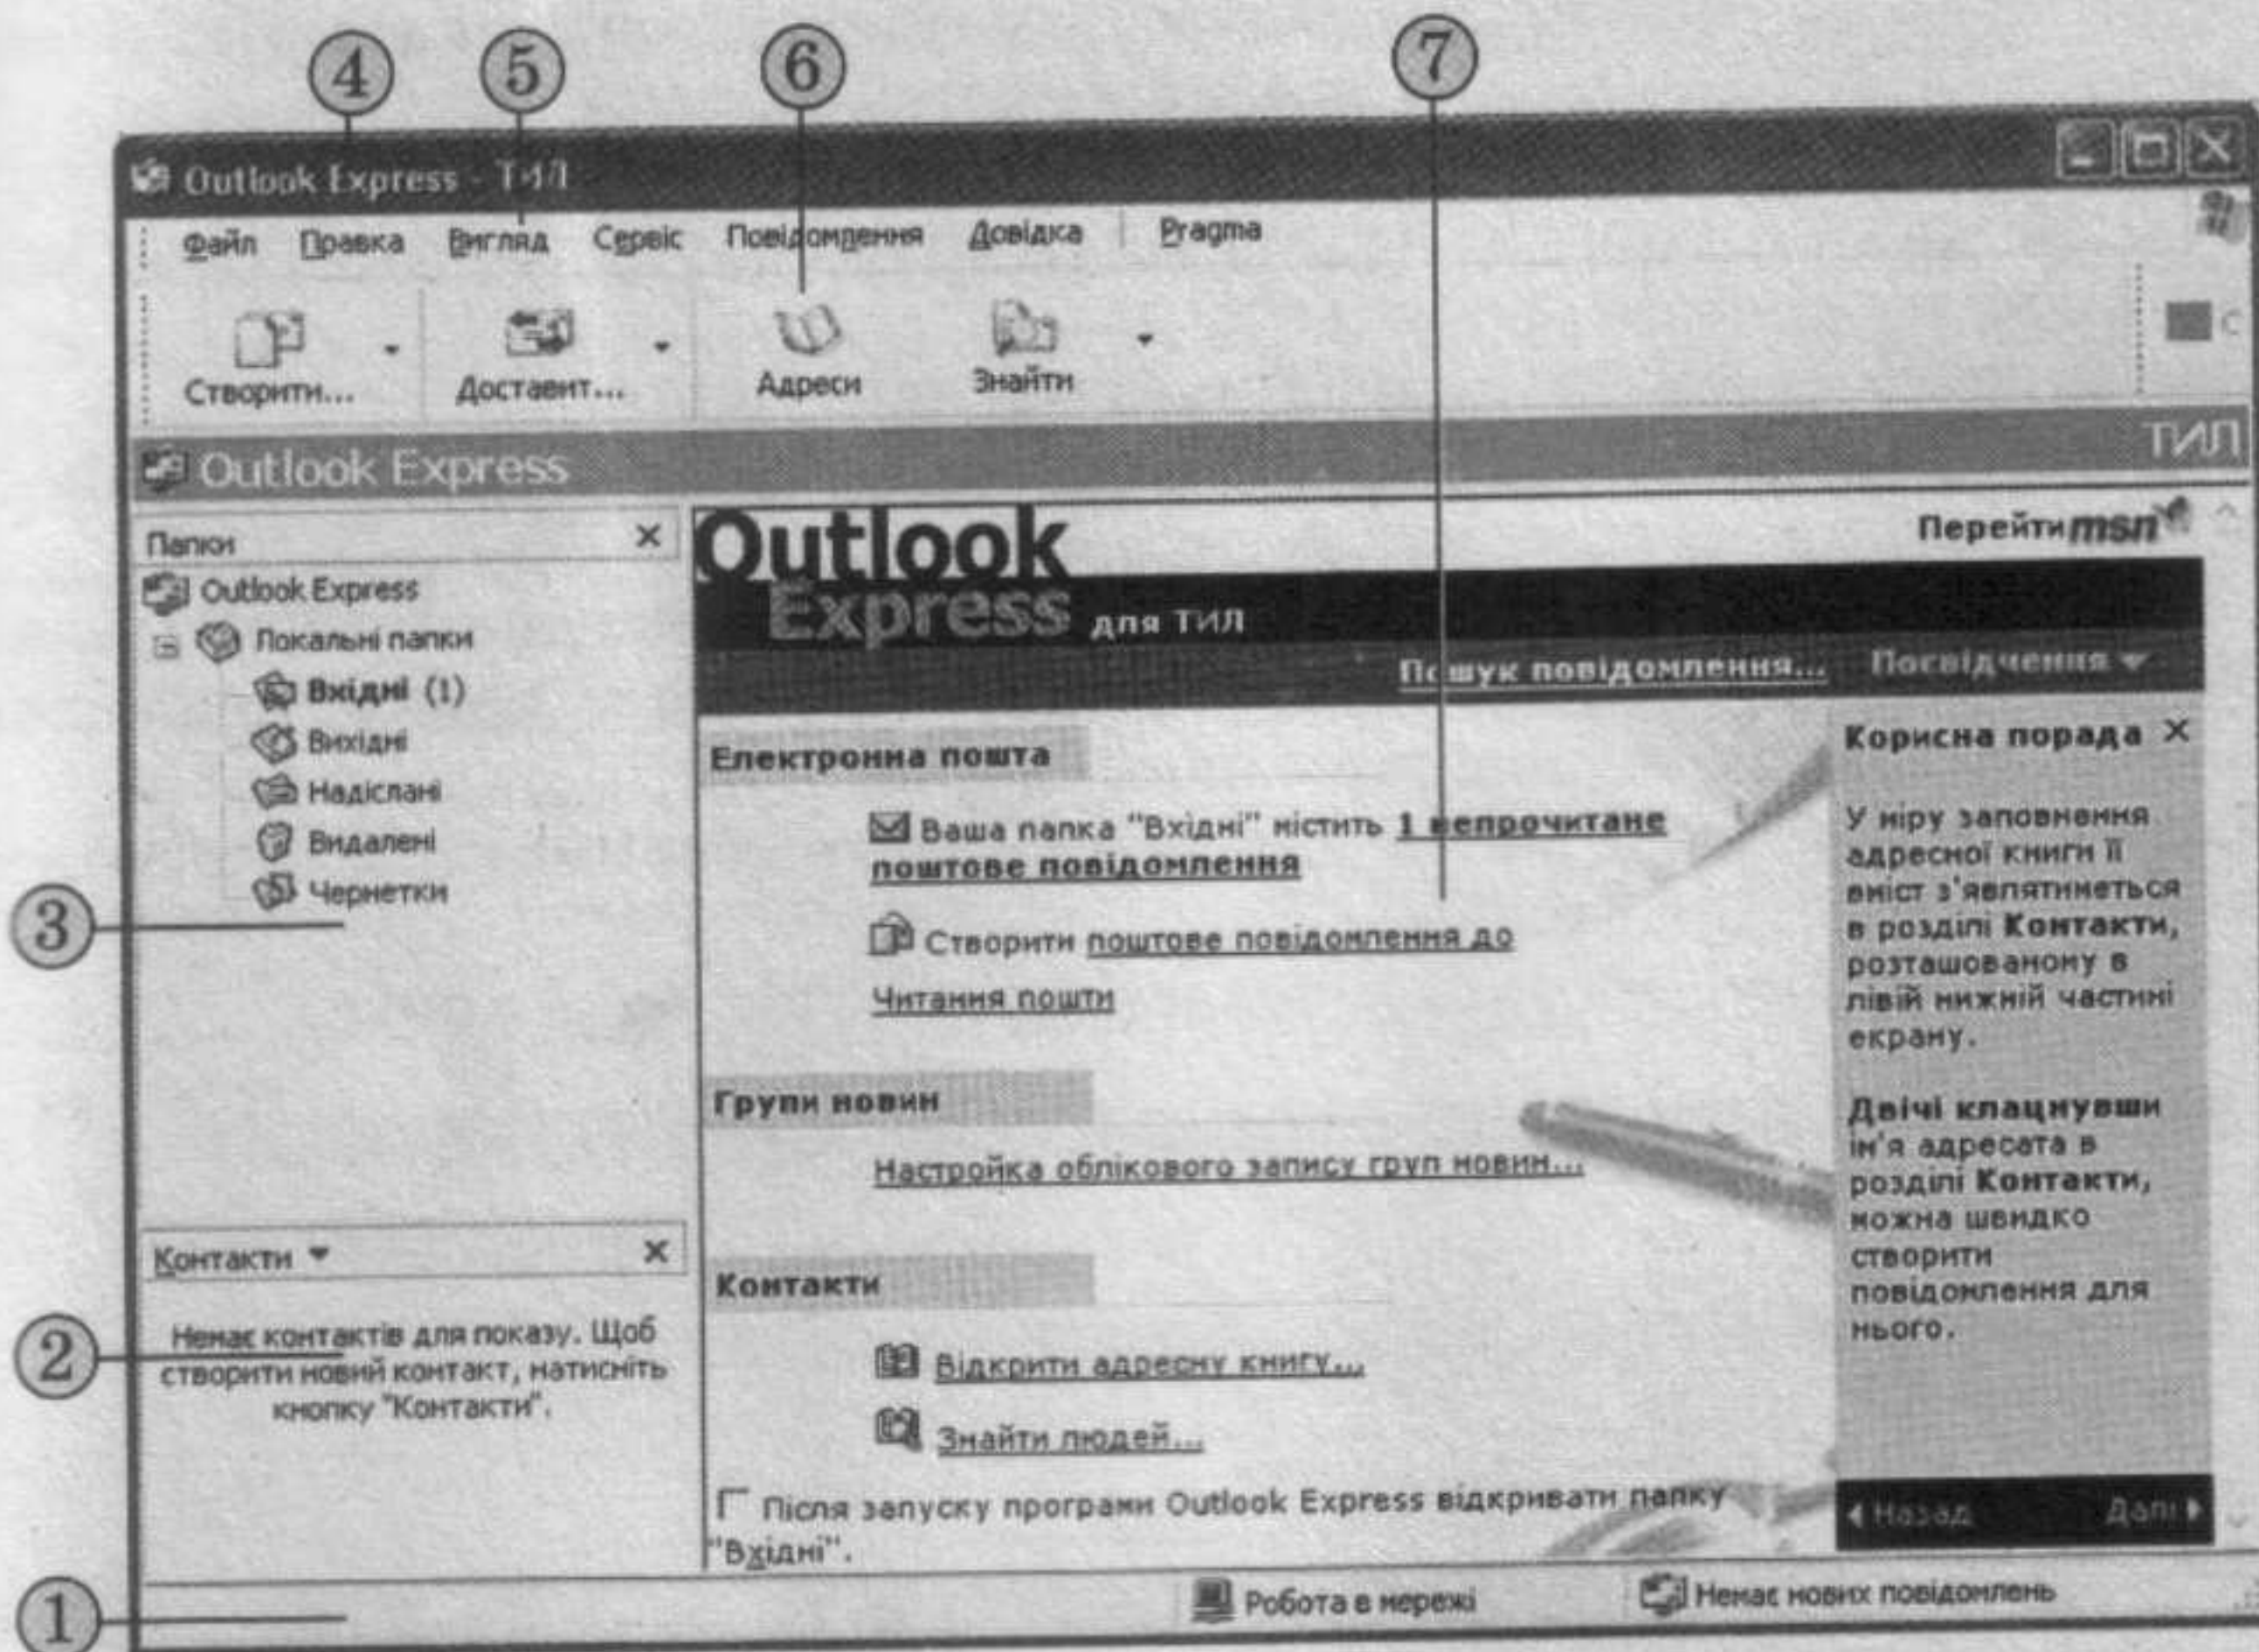 4 5 6 7
Outlook Express - ТИЛ
Файл Правка Вигляд Сервіс Повідомлення Довідка Pragma
Створити... Доставит... Адреси Знайти
Outlook Express ТИЛ
Папки
Outlook Express
Локальні папки
Вхідні (1)
Вихідні
Надіслані
Видалені
Чернетки
3
Контакти
2
Немає контактів для показу. Щоб
створити новий контакт, натисніть
кнопку "Контакти".
Перейти msn
Outlook
Express для ТИЛ
Пошук повідомлення... Посвідчення
Електронна пошта
Ваша папка "Вхідні" містить 1 непрочитане
поштове повідомлення
Створити поштове повідомлення до
Читання пошти
Групи новин
Настройка облікового запису груп новин...
Контакти
Відкрити адресну книгу...
Знайти людей...
Після запуску програми Outlook Express відкривати папку
"Вхідні".
Корисна порада
У міру заповнення
адресної книги її
вміст з'являтиметься
в розділі Контакти,
розташованому в
лівій нижній частині
екрану.
Двічі клацнувши
ім'я адресата в
розділі Контакти,
можна швидко
створити
повідомлення для
нього.
Назад Далі
1
Робота в мережі Немає нових повідомлень